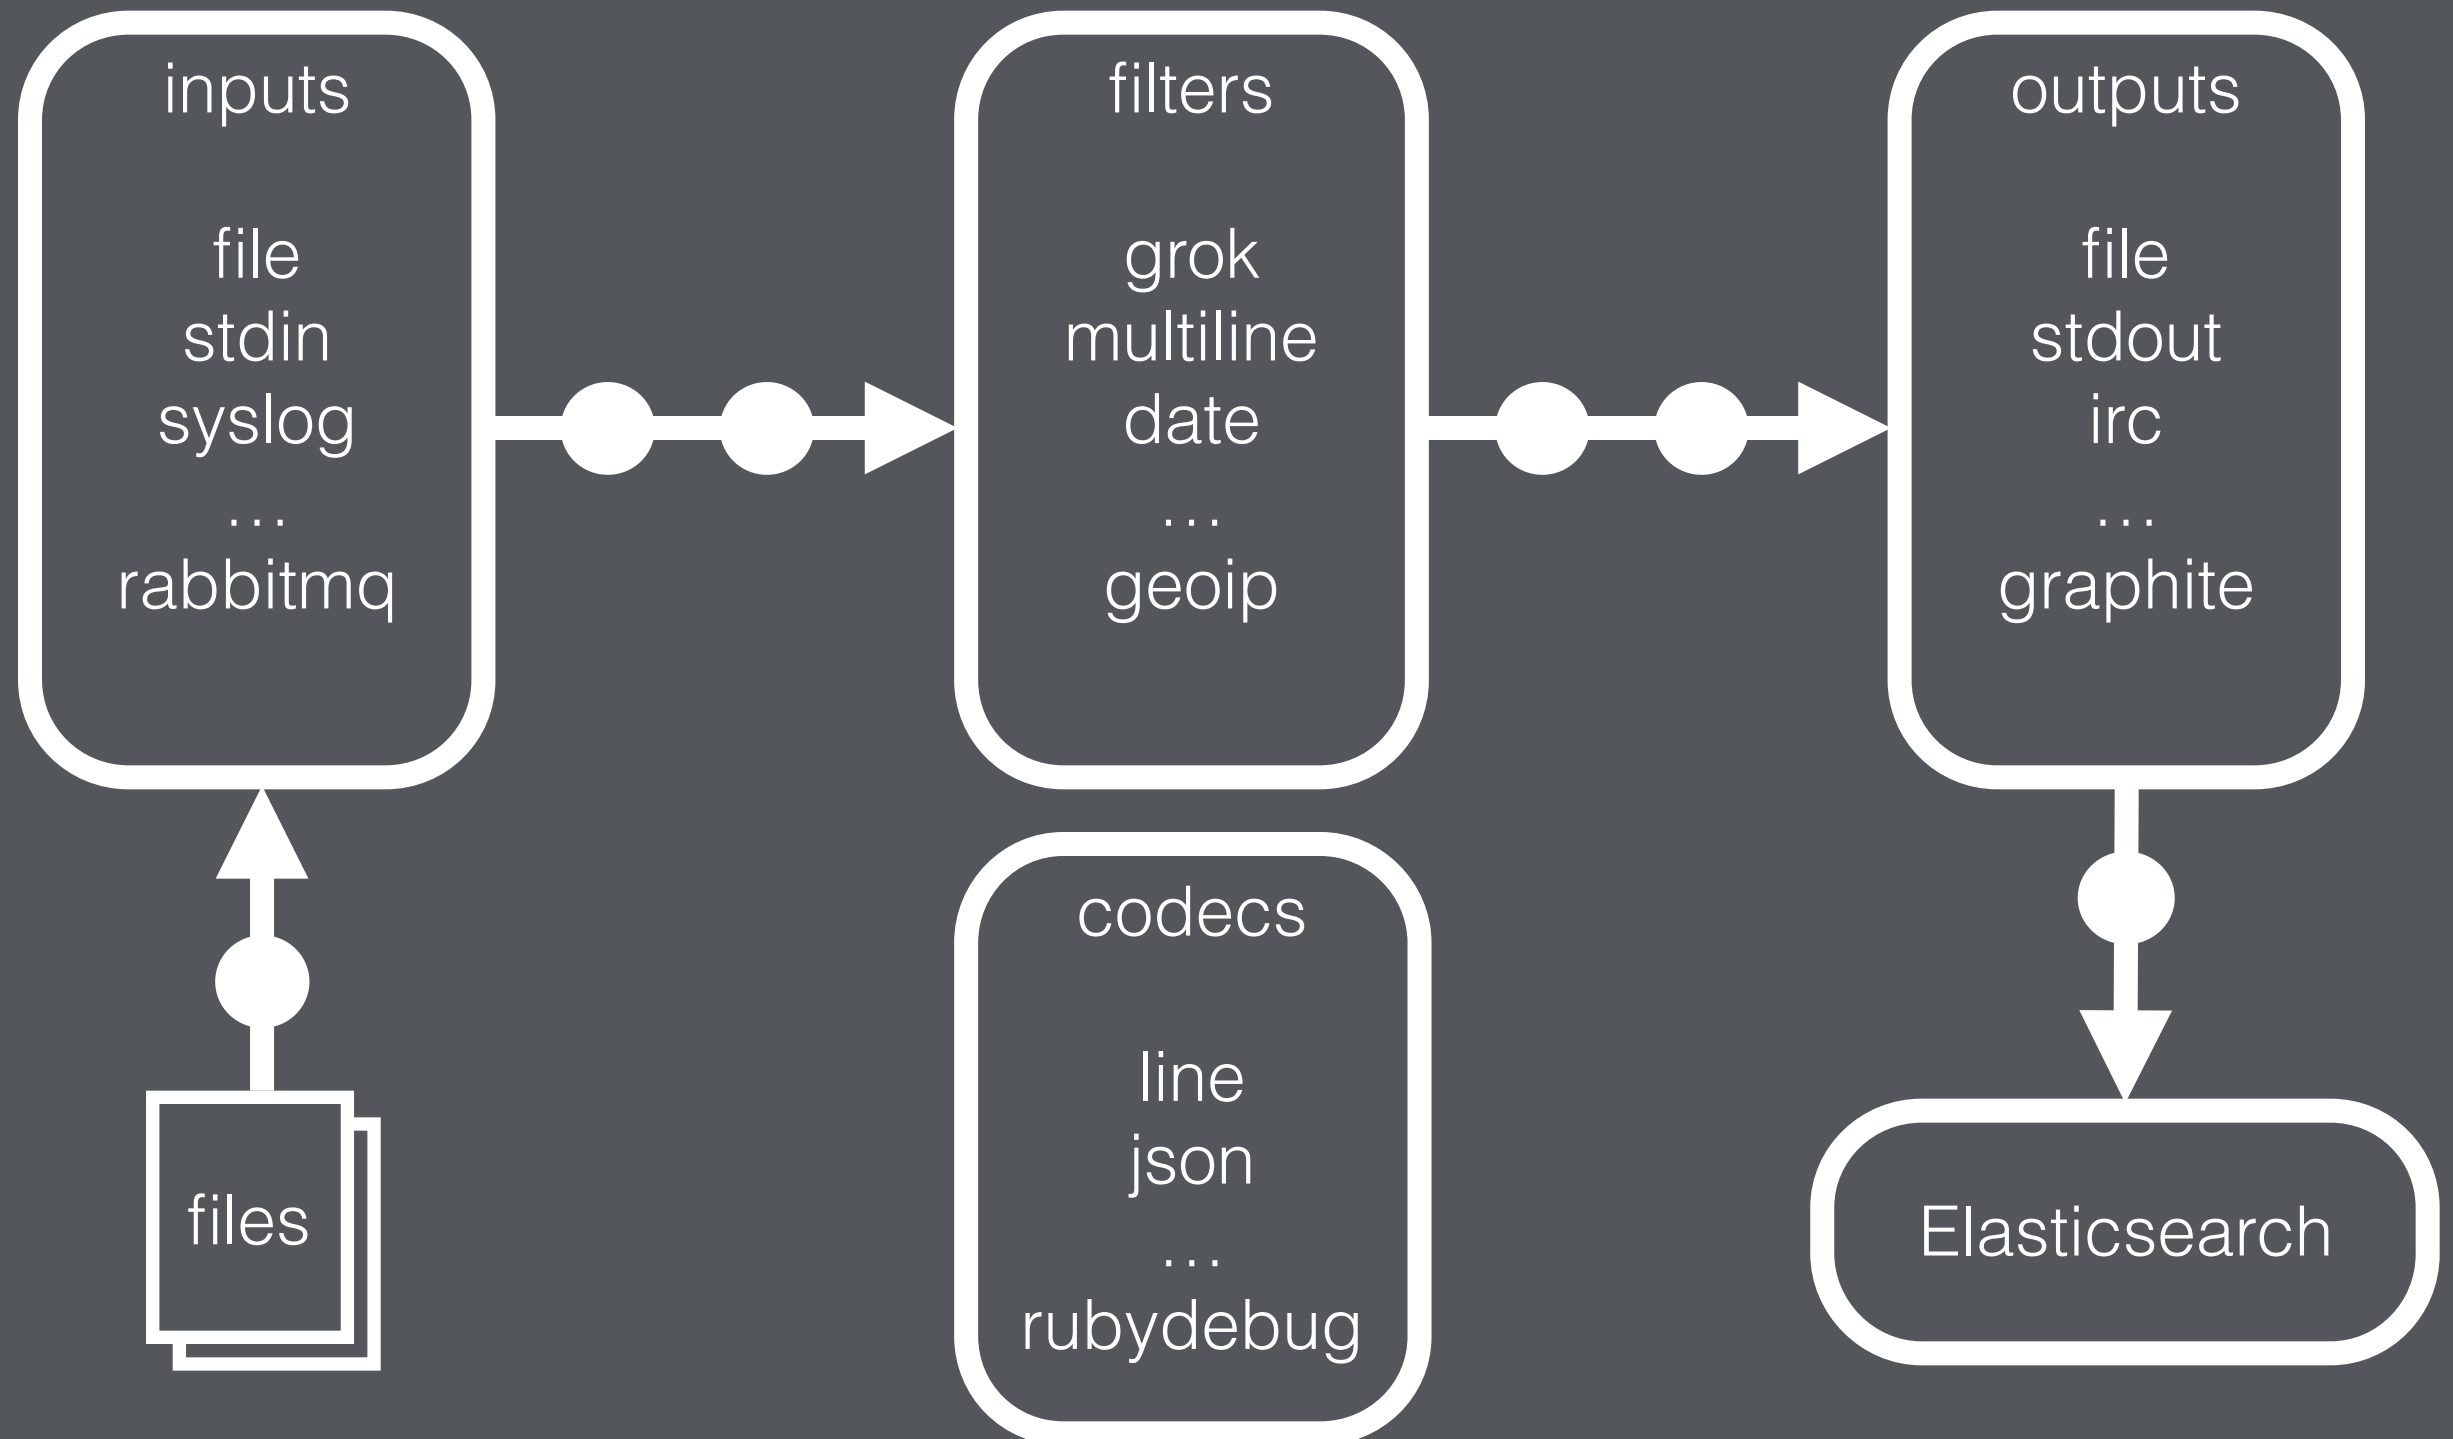 inputs
file
stdin
syslog
...
rabbitmq
filters
grok
multiline
date
...
geoip
outputs
file
stdout
irc
...
graphite
files
codecs
line
json
...
rubydebug
Elasticsearch